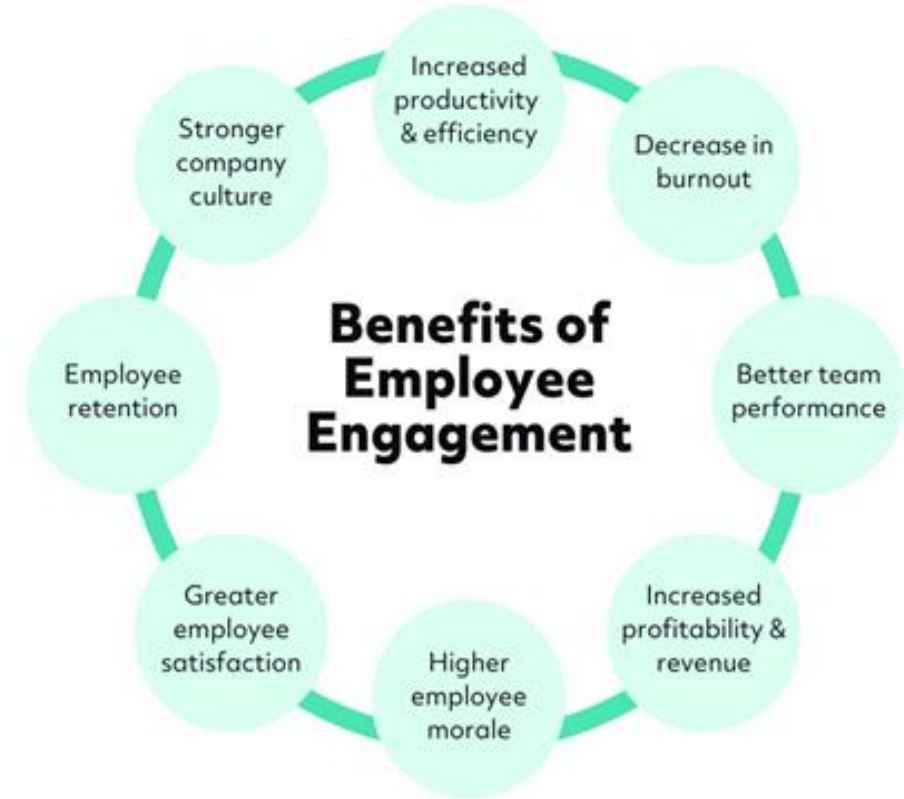 Benefits of
Employee
Engagement
Increased
productivity
& efficiency
Decrease in
burnout
Better team
performance
Increased
profitability &
revenue
Higher
employee
morale
Greater
employee
satisfaction
Employee
retention
Stronger
company
culture